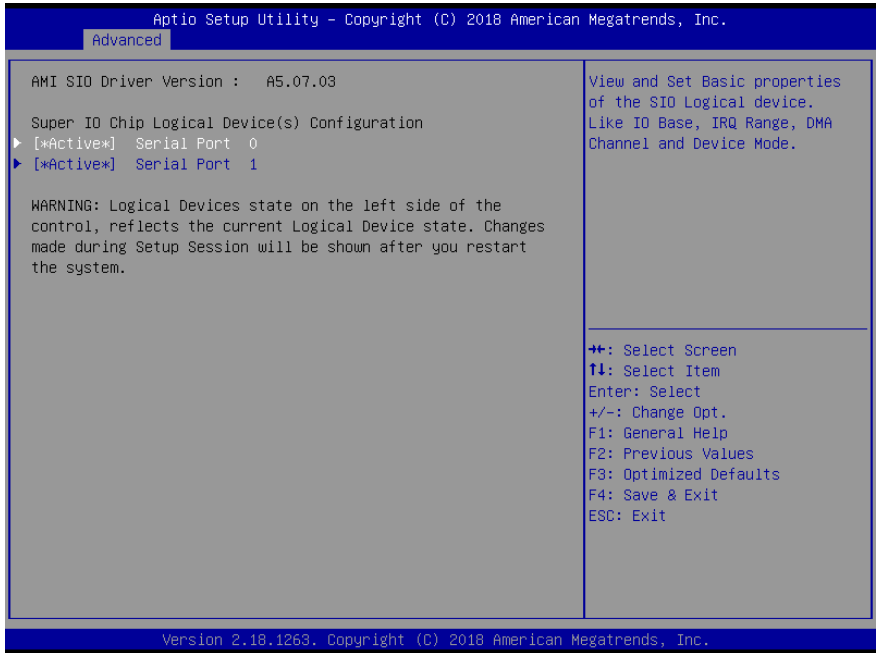 Aptio Setup Utility – Copyright (C) 2018 American Megatrends, Inc.
Advanced
AMI SIO Driver Version : A5.07.03
Super IO Chip Logical Device(s) Configuration
[*Active*] Serial Port 0
[*Active*] Serial Port 1
WARNING: Logical Devices state on the left side of the
control, reflects the current Logical Device state. Changes
made during Setup Session will be shown after you restart
the system.
View and Set Basic properties
of the SIO Logical device.
Like IO Base, IRQ Range, DMA
Channel and Device Mode.
→←: Select Screen
↑↓: Select Item
Enter: Select
+/-: Change Opt.
F1: General Help
F2: Previous Values
F3: Optimized Defaults
F4: Save & Exit
ESC: Exit
Version 2.18.1263. Copyright (C) 2018 American Megatrends, Inc.